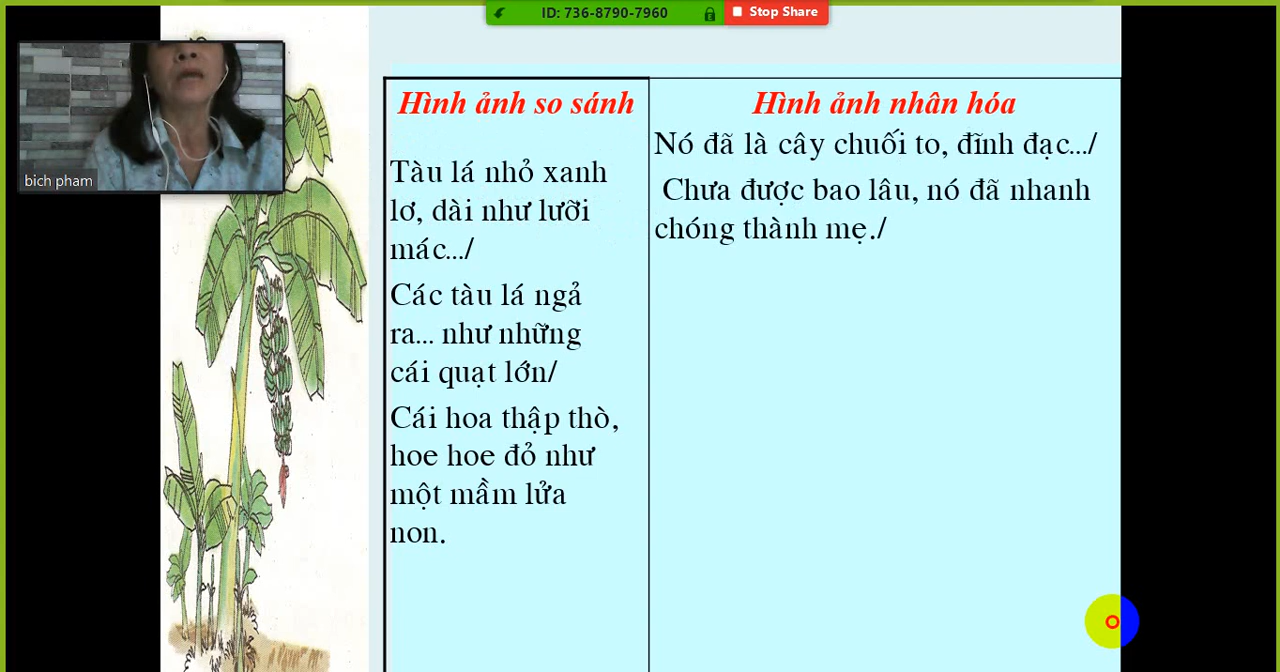 ID: 736-8790-7960
Stop Share
bich pham
Hình ảnh so sánh
Tàu lá nhỏ xanh
lơ, dài như lưỡi
mác.../
Các tàu lá ngả
ra... như những
cái quạt lớn/
Cái hoa thập thò,
hoe hoe đỏ như
một mầm lửa
non.
Hình ảnh nhân hóa
Nó đã là cây chuối to, đĩnh đạc.../
Chưa được bao lâu, nó đã nhanh
chóng thành mẹ./